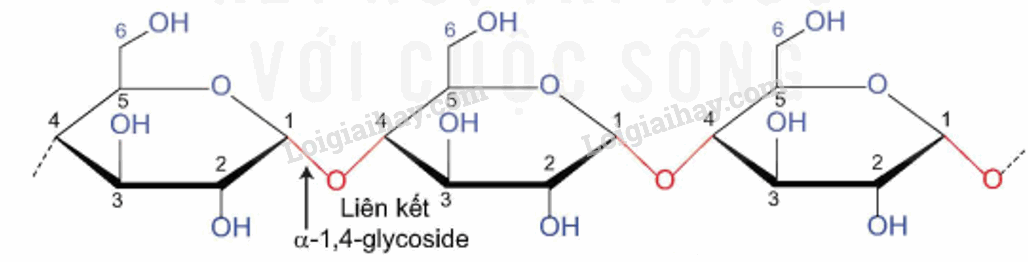 VỚI CUỘC SỐNG
OH OH OH
6 6 6
O O O
5 5 5
4 1 4 1 4 1
OH OH OH
Loigiaihay.com Loigiaihay.com
2 2 2
O O O
3 3 3
Liên kết
OH OH OH
α-1,4-glycoside